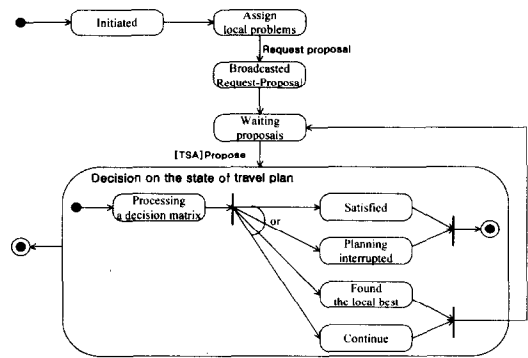 Initiated
Assign
local problems
Request proposal
Broadcasted
Request-Proposal
Waiting
proposals
[TSA]Propose
Decision on the state of travel plan
Processing
a decision matrix
or
Satisfied
Planning
interrupted
Found
the local best
Continue